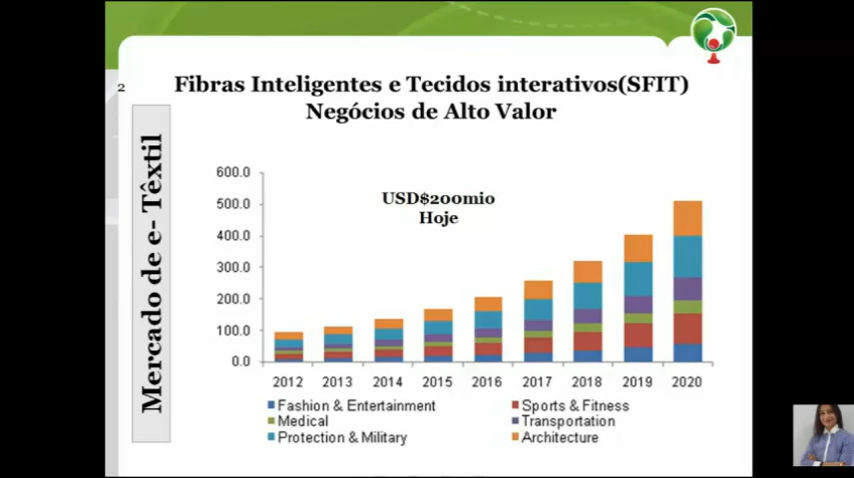 2
Fibras Inteligentes e Tecidos interativos(SFIT)
Negócios de Alto Valor
Mercado de e- Têxtil
USD$200mio
Hoje
600.0
500.0
400.0
300.0
200.0
100.0
0.0
2012 2013 2014 2015 2016 2017 2018 2019 2020
Fashion & Entertainment Sports & Fitness
Medical Transportation
Protection & Military Architecture